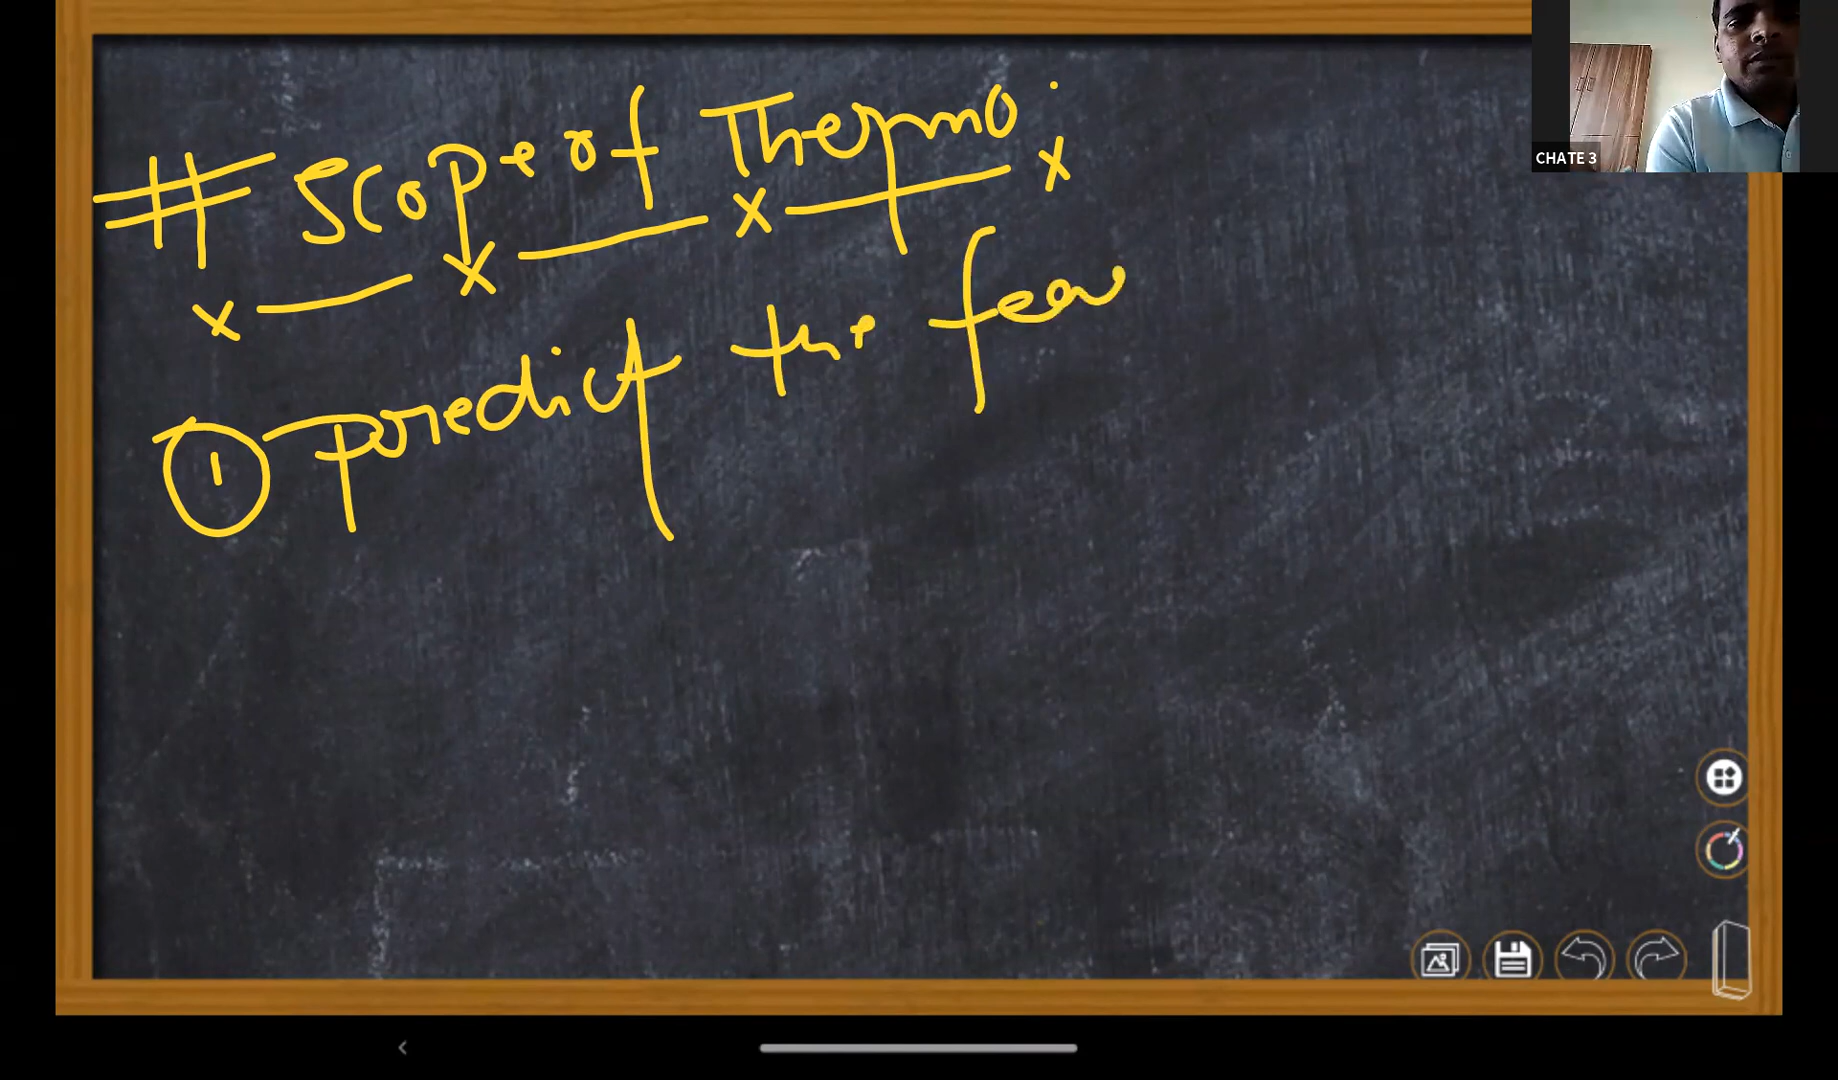 # Scope of Thermo
CHATE 3
① predict the fea